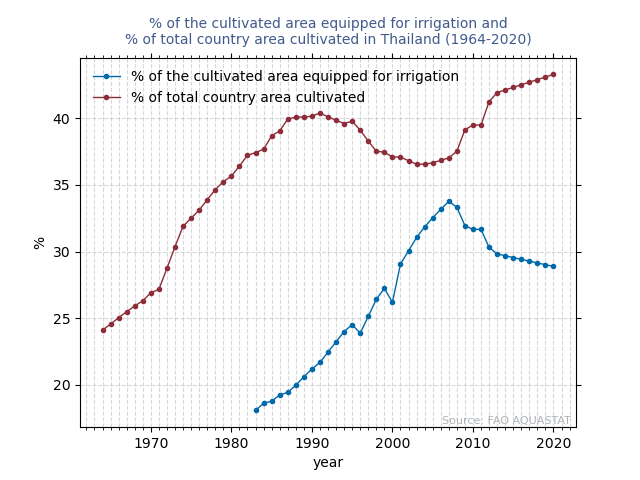 % of the cultivated area equipped for irrigation and
% of total country area cultivated in Thailand (1964-2020)
% of the cultivated area equipped for irrigation
% of total country area cultivated
40
35
30
25
20
%
Source: FAO AQUASTAT
1970 1980 1990 2000 2010 2020
year